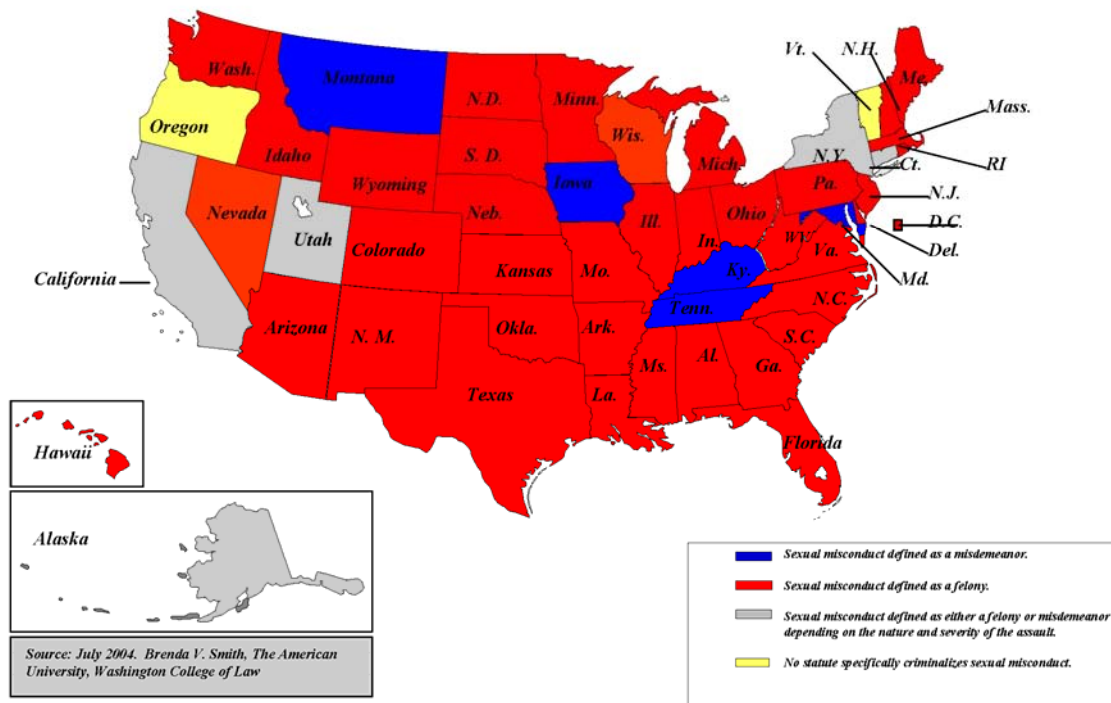 Vt.
N.H.
Wash.
Montana
N.D.
Minn.
Me.
Mass.
Oregon
Idaho
S. D.
Wis.
Mich.
N.Y.
Ct.
RI
Wyoming
Iowa
Pa.
N.J.
Nevada
Neb.
Ill.
In.
Ohio
D.C.
Utah
Colorado
WV
Va.
Del.
California
Kansas
Mo.
Ky.
Md.
Arizona
N. M.
Okla.
Ark.
Tenn.
N.C.
S.C.
Texas
La.
Ms.
Al.
Ga.
Florida
Hawaii
Alaska
Source: July 2004. Brenda V. Smith, The American
University, Washington College of Law
Sexual misconduct defined as a misdemeanor.
Sexual misconduct defined as a felony.
Sexual misconduct defined as either a felony or misdemeanor
depending on the nature and severity of the assault.
No statute specifically criminalizes sexual misconduct.